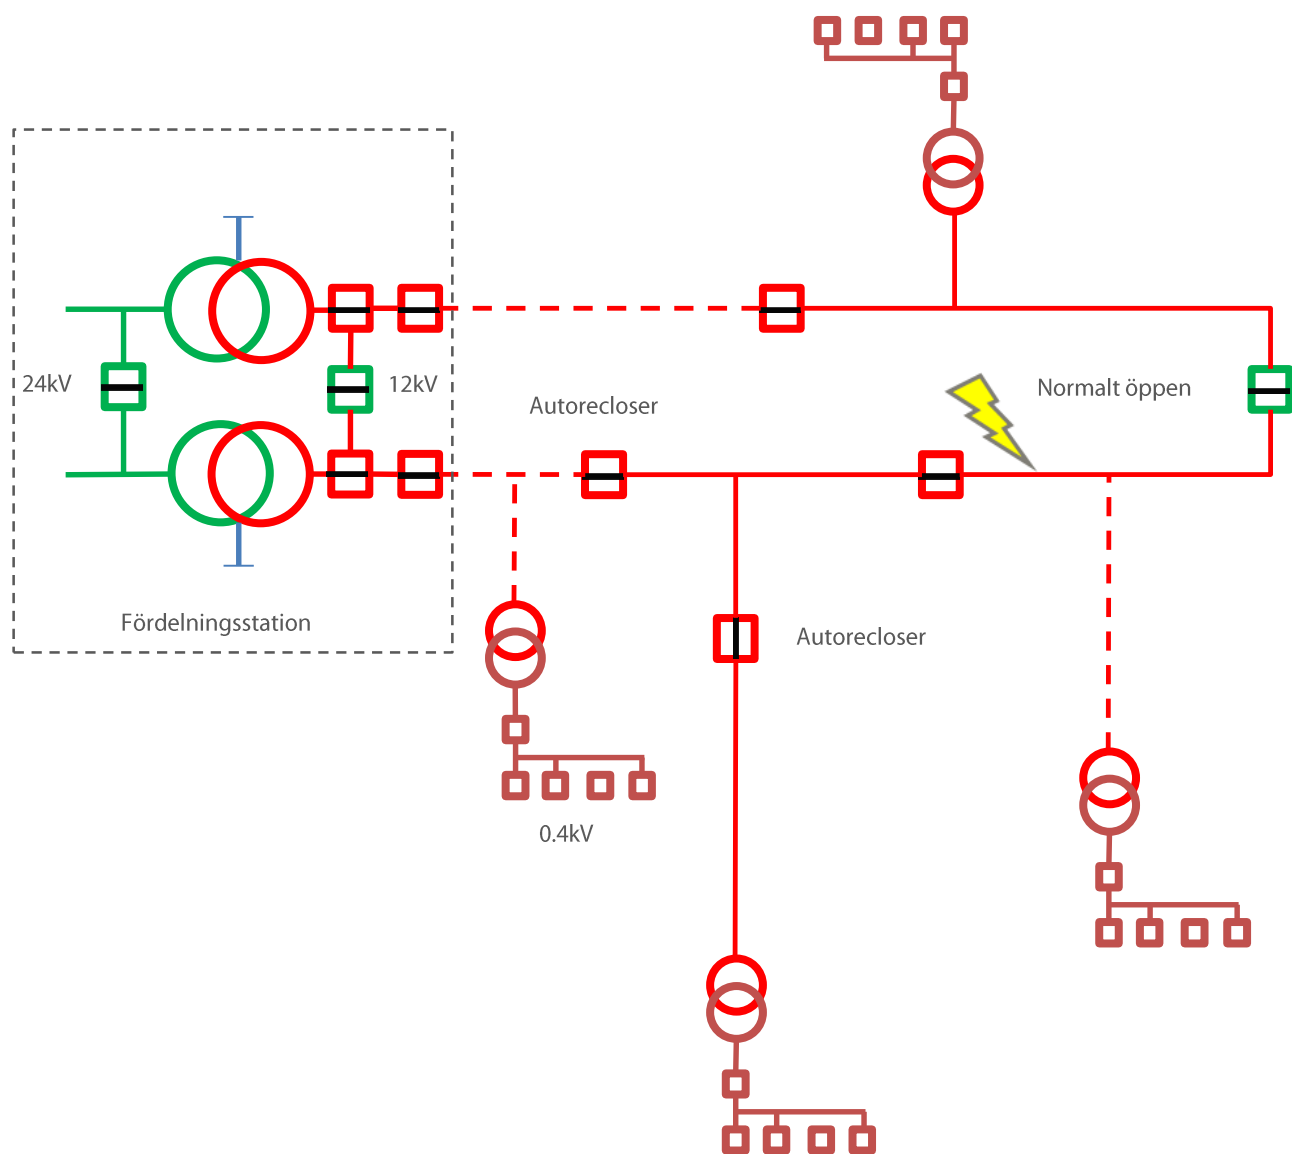 24kV
12kV
Normalt öppen
Autorecloser
Fördelningsstation
Autorecloser
0.4kV